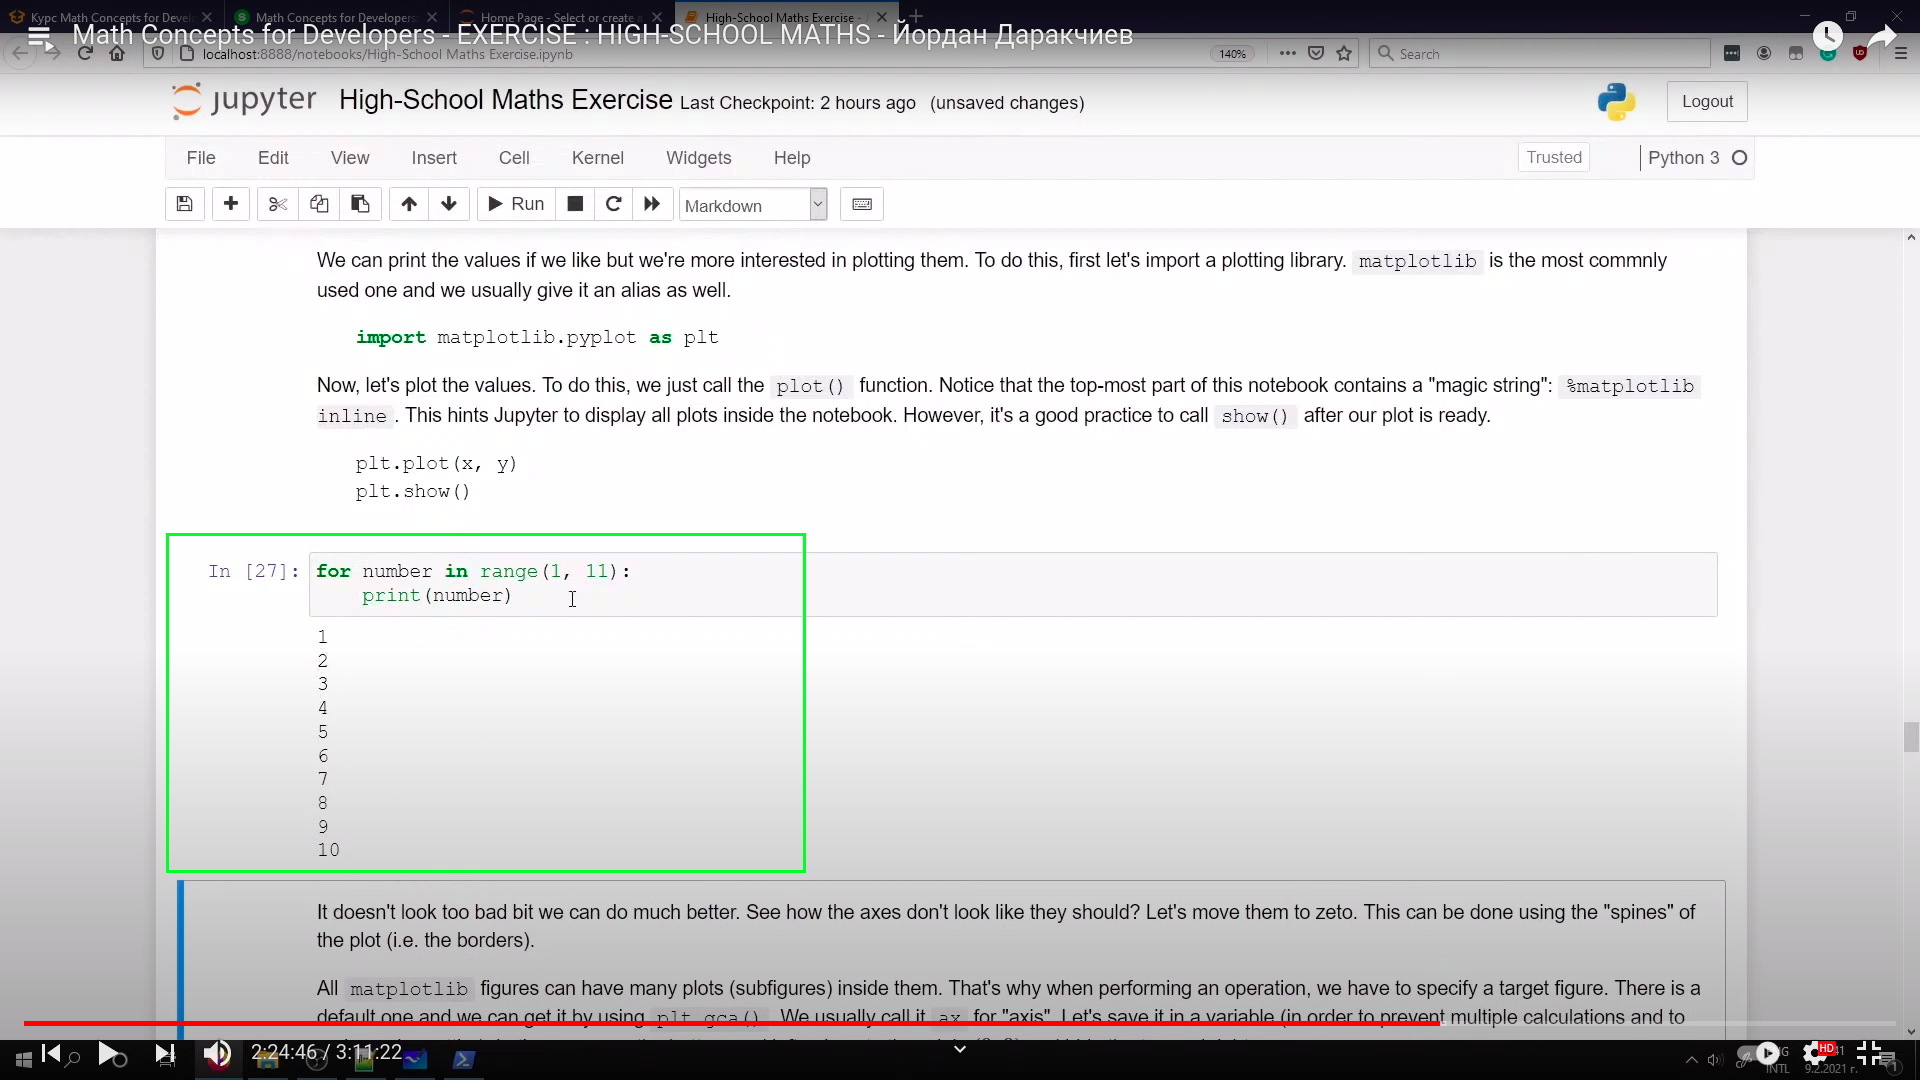 Курс Math Concepts for Devel
Math Concepts for Developers
Home Page - Select or create a
High-School Maths Exercise -
Math Concepts for Developers - EXERCISE : HIGH-SCHOOL MATHS - Йордан Даракчиев
localhost:8888/notebooks/High-School Maths Exercise.ipynb
140%
Search
jupyter
High-School Maths Exercise Last Checkpoint: 2 hours ago (unsaved changes)
Logout
File Edit View Insert Cell Kernel Widgets Help
Trusted
Python 3
Run
Markdown
We can print the values if we like but we're more interested in plotting them. To do this, first let's import a plotting library. matplotlib is the most commnly
used one and we usually give it an alias as well.
import matplotlib.pyplot as plt
Now, let's plot the values. To do this, we just call the plot() function. Notice that the top-most part of this notebook contains a "magic string": %matplotlib
inline . This hints Jupyter to display all plots inside the notebook. However, it's a good practice to call show() after our plot is ready.
plt.plot(x, y)
plt.show()
In [27]: for number in range(1, 11):
print(number)
1
2
3
4
5
6
7
8
9
10
It doesn't look too bad bit we can do much better. See how the axes don't look like they should? Let's move them to zeto. This can be done using the "spines" of
the plot (i.e. the borders).
All matplotlib figures can have many plots (subfigures) inside them. That's why when performing an operation, we have to specify a target figure. There is a
default one and we can get it by using plt.gca() . We usually call it ax for "axis". Let's save it in a variable (in order to prevent multiple calculations and to
2:24:46 / 3:11:22
HD
INTL
9.2.2021 г.